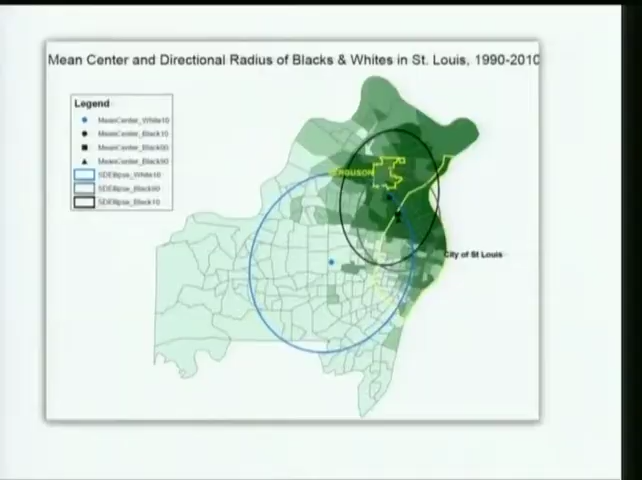 Mean Center and Directional Radius of Blacks & Whites in St. Louis, 1990-2010
Legend
MeanCenter_White10
MeanCenter_Black10
MeanCenter_Black00
MeanCenter_Black90
SDEllipse_White10
SDEllipse_Black90
SDEllipse_Black10
FERGUSON
City of St Louis